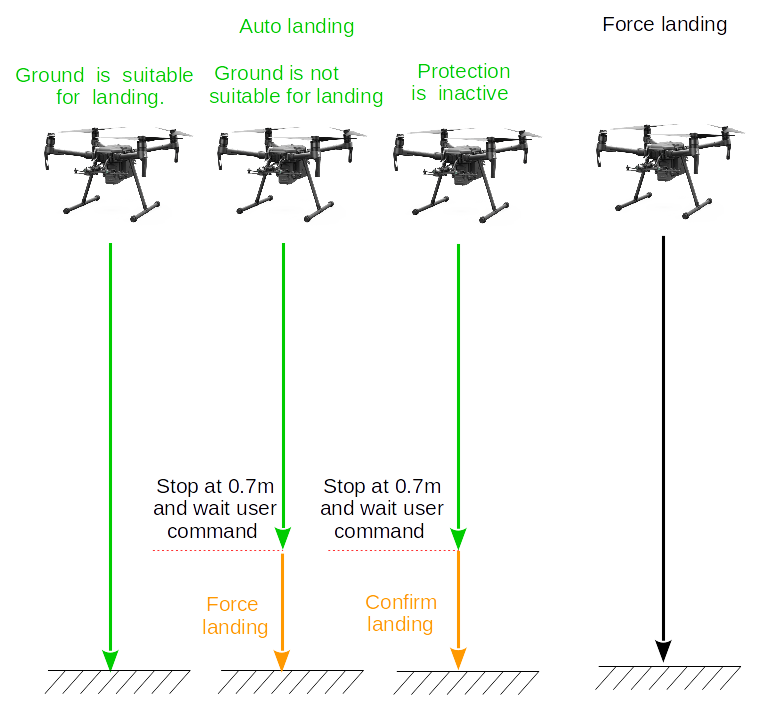 Auto landing
Force landing
Ground is suitable
for landing.
Ground is not
suitable for landing
Protection
is inactive
Stop at 0.7m
and wait user
command
Stop at 0.7m
and wait user
command
Force
landing
Confirm
landing